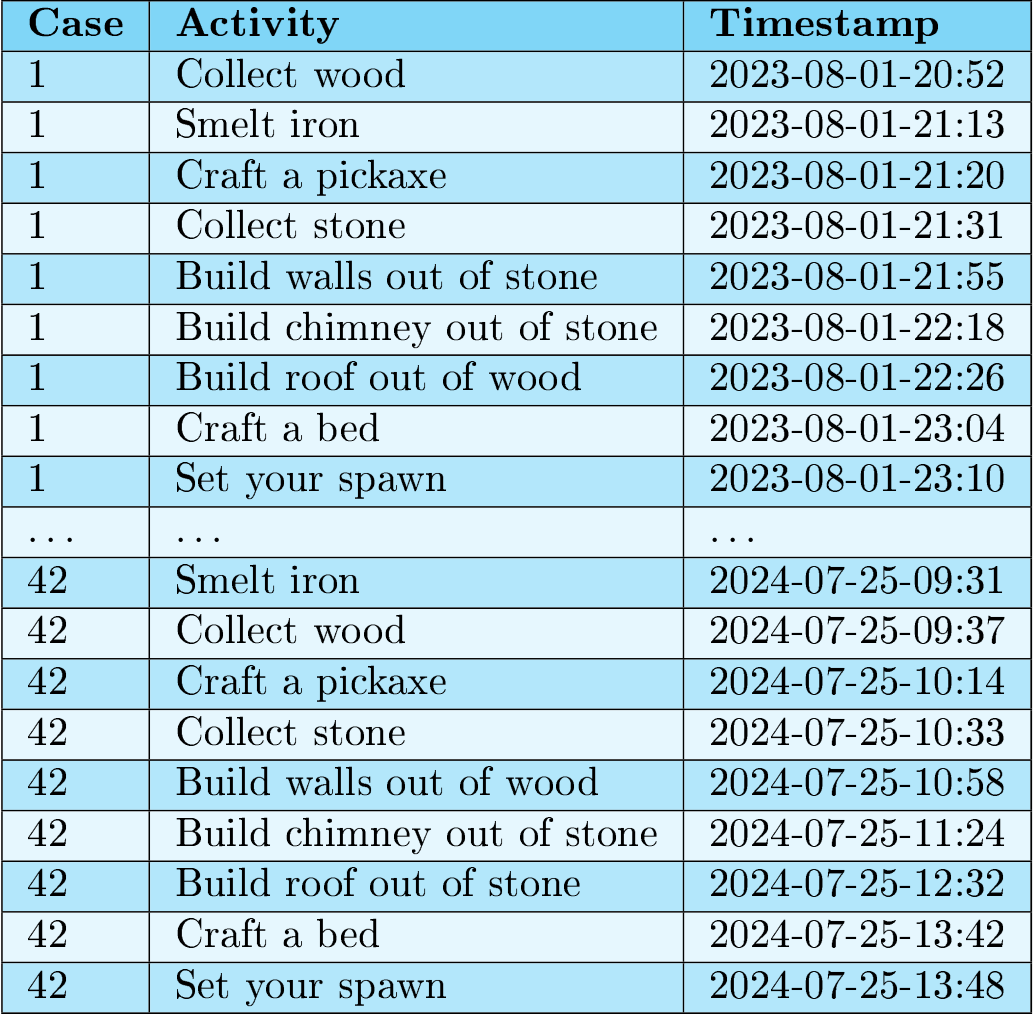 Case Activity Timestamp
1 Collect wood 2023-08-01-20:52
1 Smelt iron 2023-08-01-21:13
1 Craft a pickaxe 2023-08-01-21:20
1 Collect stone 2023-08-01-21:31
1 Build walls out of stone 2023-08-01-21:55
1 Build chimney out of stone 2023-08-01-22:18
1 Build roof out of wood 2023-08-01-22:26
1 Craft a bed 2023-08-01-23:04
1 Set your spawn 2023-08-01-23:10
... ... ...
42 Smelt iron 2024-07-25-09:31
42 Collect wood 2024-07-25-09:37
42 Craft a pickaxe 2024-07-25-10:14
42 Collect stone 2024-07-25-10:33
42 Build walls out of wood 2024-07-25-10:58
42 Build chimney out of stone 2024-07-25-11:24
42 Build roof out of stone 2024-07-25-12:32
42 Craft a bed 2024-07-25-13:42
42 Set your spawn 2024-07-25-13:48